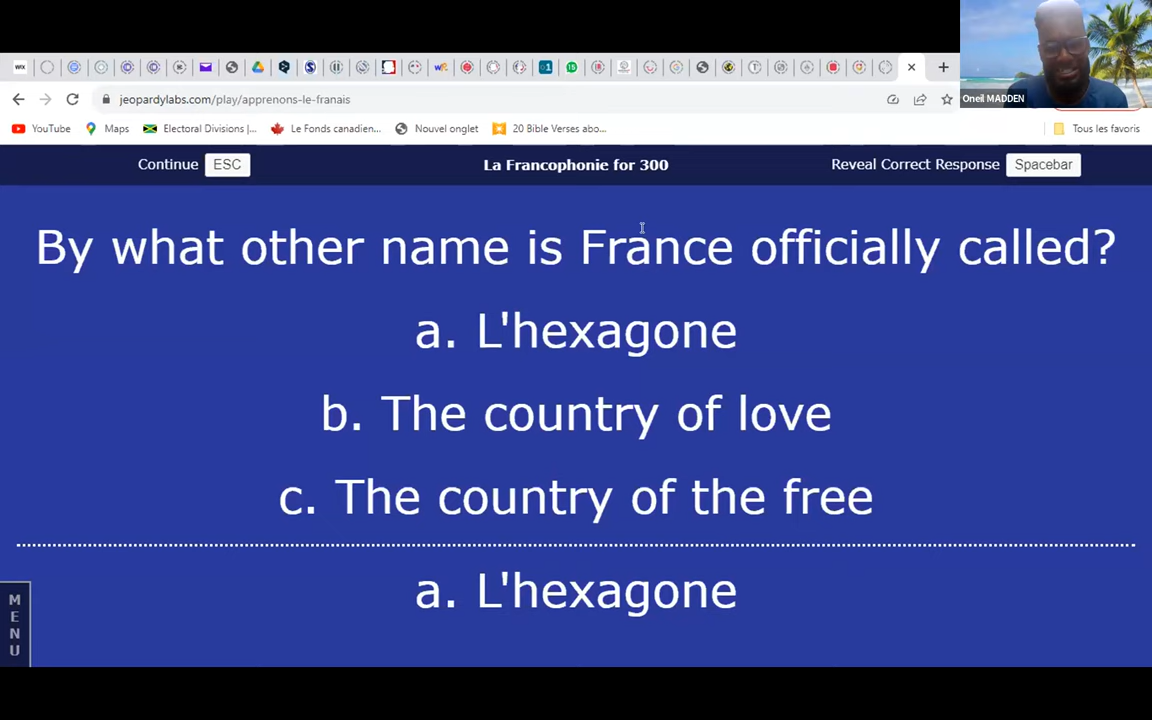 WIX
jeopardylabs.com/play/apprenons-le-franais
Oneil MADDEN
YouTube Maps Electoral Divisions |... Le Fonds canadien... Nouvel onglet 20 Bible Verses abo... Tous les favoris
Continue ESC La Francophonie for 300 Reveal Correct Response Spacebar
By what other name is France officially called?
a. L'hexagone
b. The country of love
c. The country of the free
a. L'hexagone
MENU